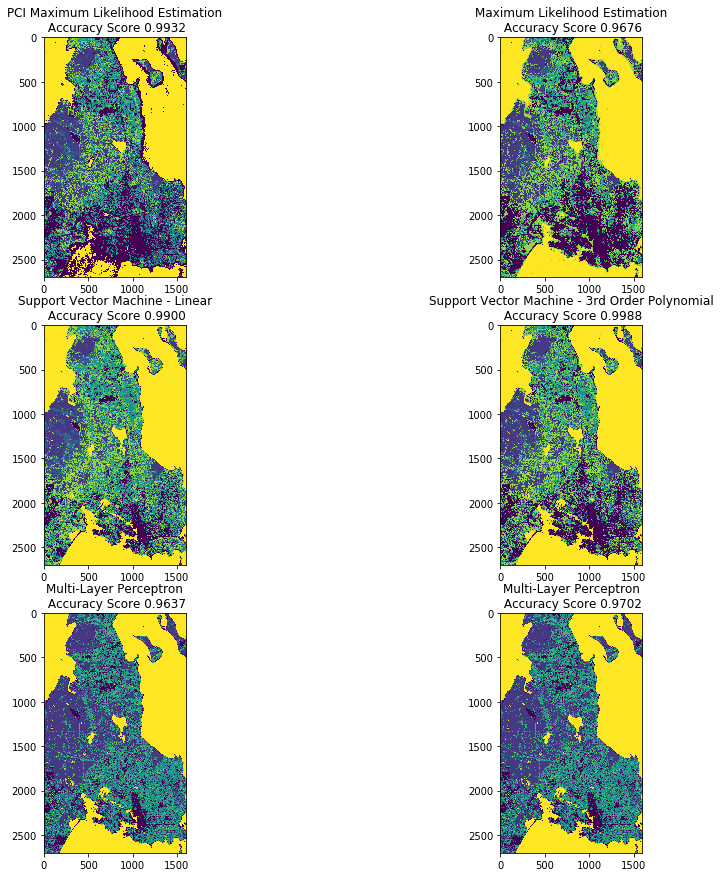 PCI Maximum Likelihood Estimation
Accuracy Score 0.9932
0
500
1000
1500
2000
2500
0 500 1000 1500
Maximum Likelihood Estimation
Accuracy Score 0.9676
0
500
1000
1500
2000
2500
0 500 1000 1500
Support Vector Machine - Linear
Accuracy Score 0.9900
0
500
1000
1500
2000
2500
0 500 1000 1500
Support Vector Machine - 3rd Order Polynomial
Accuracy Score 0.9988
0
500
1000
1500
2000
2500
0 500 1000 1500
Multi-Layer Perceptron
Accuracy Score 0.9637
0
500
1000
1500
2000
2500
0 500 1000 1500
Multi-Layer Perceptron
Accuracy Score 0.9702
0
500
1000
1500
2000
2500
0 500 1000 1500